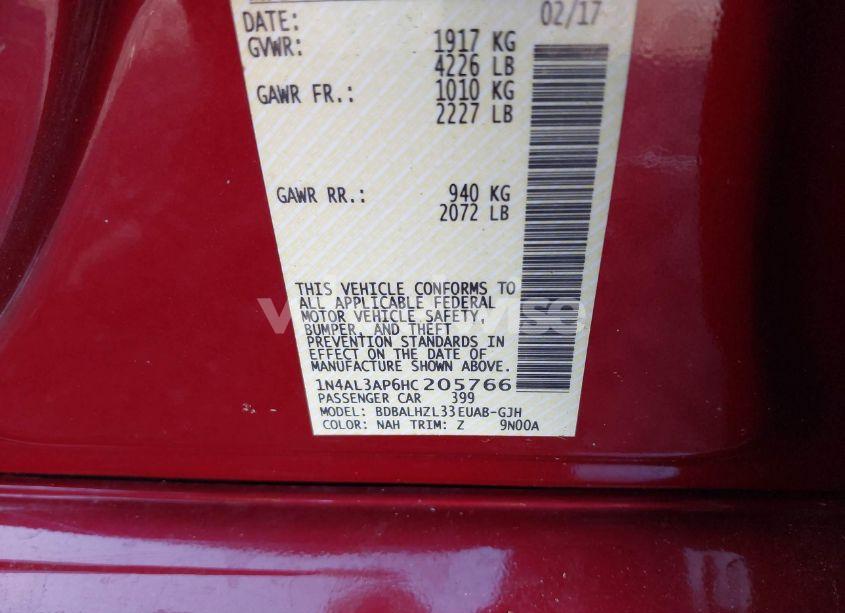 DATE: 02/17
GVWR: 1917 KG
4226 LB
GAWR FR.: 1010 KG
2227 LB
GAWR RR.: 940 KG
2072 LB
THIS VEHICLE CONFORMS TO
ALL APPLICABLE FEDERAL
MOTOR VEHICLE SAFETY,
BUMPER, AND THEFT
PREVENTION STANDARDS IN
EFFECT ON THE DATE OF
MANUFACTURE SHOWN ABOVE.
1N4AL3AP6HC205766
PASSENGER CAR 399
MODEL: BDBALHZL33EUAB-GJH
COLOR: NAH TRIM: Z 9N00A